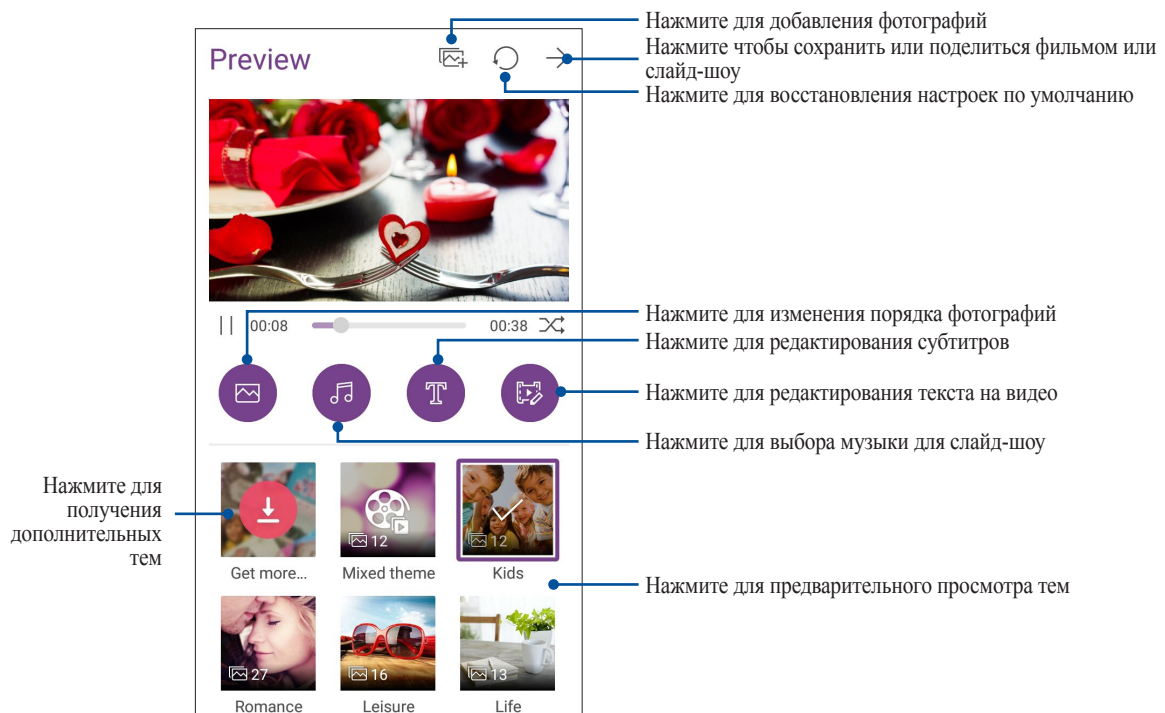 Нажмите для добавления фотографий
Нажмите чтобы сохранить или поделиться фильмом или
слайд-шоу
Нажмите для восстановления настроек по умолчанию
Preview
00:08
00:38
Нажмите для изменения порядка фотографий
Нажмите для редактирования субтитров
Нажмите для редактирования текста на видео
Нажмите для выбора музыки для слайд-шоу
T
Нажмите для
получения
дополнительных
тем
12
12
Get more...
Mixed theme
Kids
Нажмите для предварительного просмотра тем
27
16
13
Romance
Leisure
Life